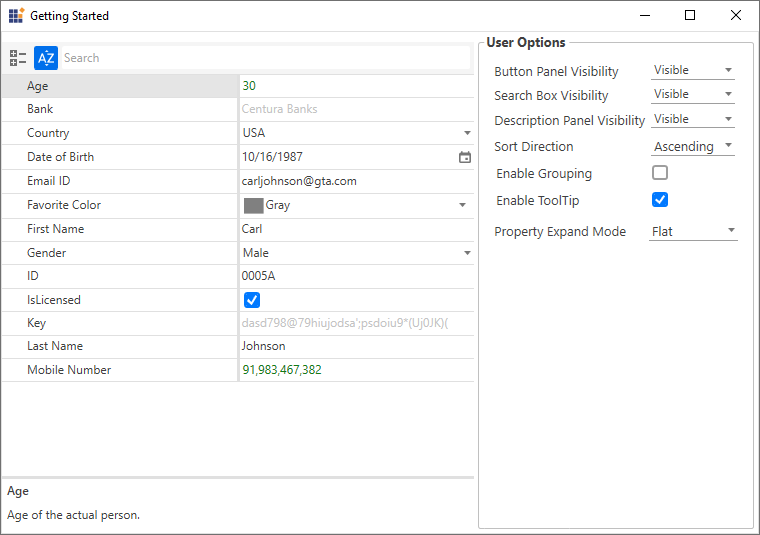 Getting Started
AZ Search
Age 30
Bank Centura Banks
Country USA
Date of Birth 10/16/1987
Email ID carljohnson@gta.com
Favorite Color Gray
First Name Carl
Gender Male
ID 0005A
IsLicensed
Key dasd798@79hiujodsa';psdoiu9*(Uj0JK)(
Last Name Johnson
Mobile Number 91,983,467,382
Age
Age of the actual person.
User Options
Button Panel Visibility Visible
Search Box Visibility Visible
Description Panel Visibility Visible
Sort Direction Ascending
Enable Grouping
Enable ToolTip
Property Expand Mode Flat